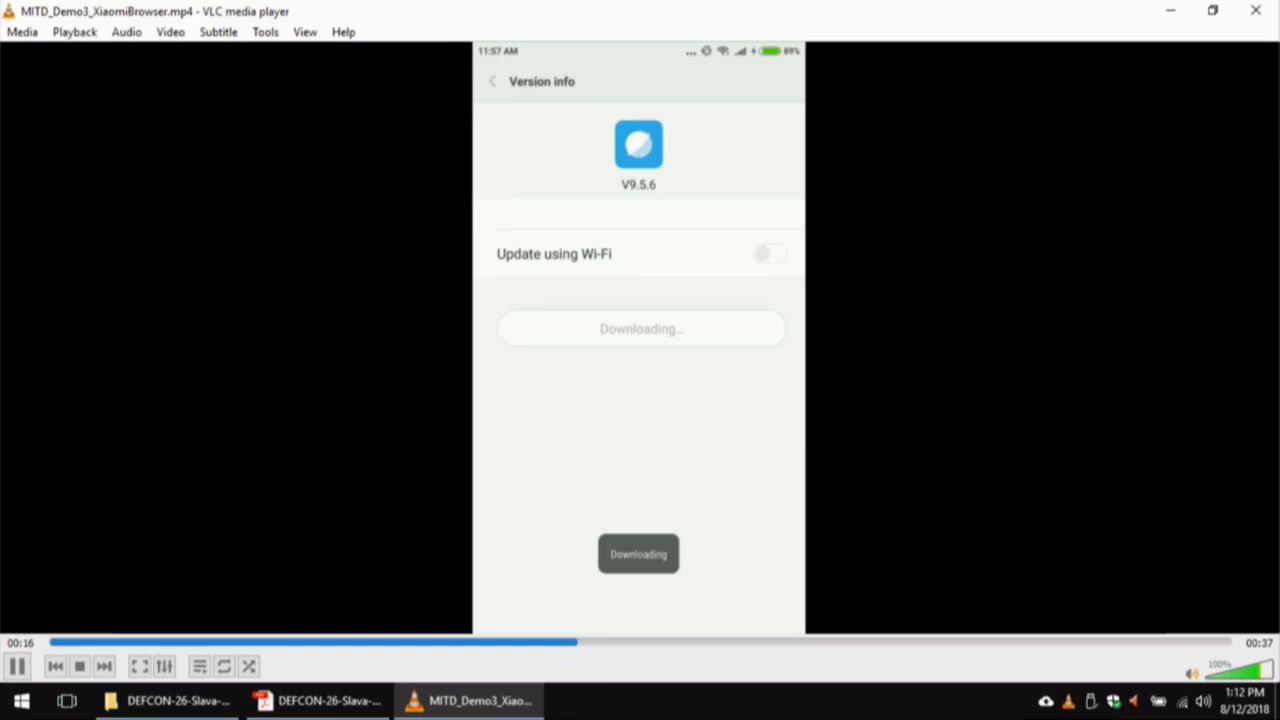 MITD_Demo3_XiaomiBrowser.mp4 - VLC media player
Media Playback Audio Video Subtitle Tools View Help
11:57 AM 89%
Version info
V9.5.6
Update using Wi-Fi
Downloading...
Downloading
00:16 00:37
100%
DEFCON-26-Slava-... DEFCON-26-Slava-... MITD_Demo3_Xiao...
1:12 PM
8/12/2018